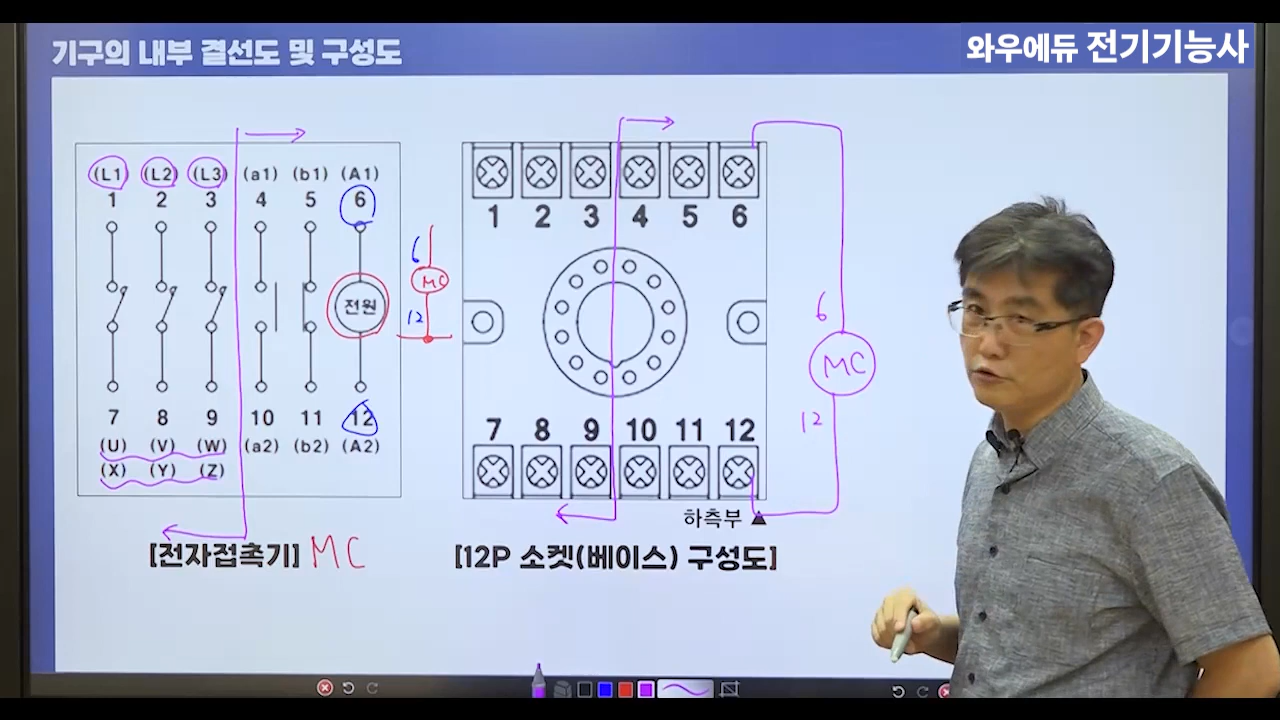 기구의 내부 결선도 및 구성도
와우에듀 전기기능사
(L1) (L2) (L3) (a1) (b1) (A1)
1 2 3 4 5 6
전원
7 8 9 10 11 12
(U) (V) (W) (a2) (b2) (A2)
(X) (Y) (Z)
[전자접촉기] MC
6
MC
12
1 2 3 4 5 6
7 8 9 10 11 12
하측부 ▲
[12P 소켓(베이스) 구성도]
6
MC
12